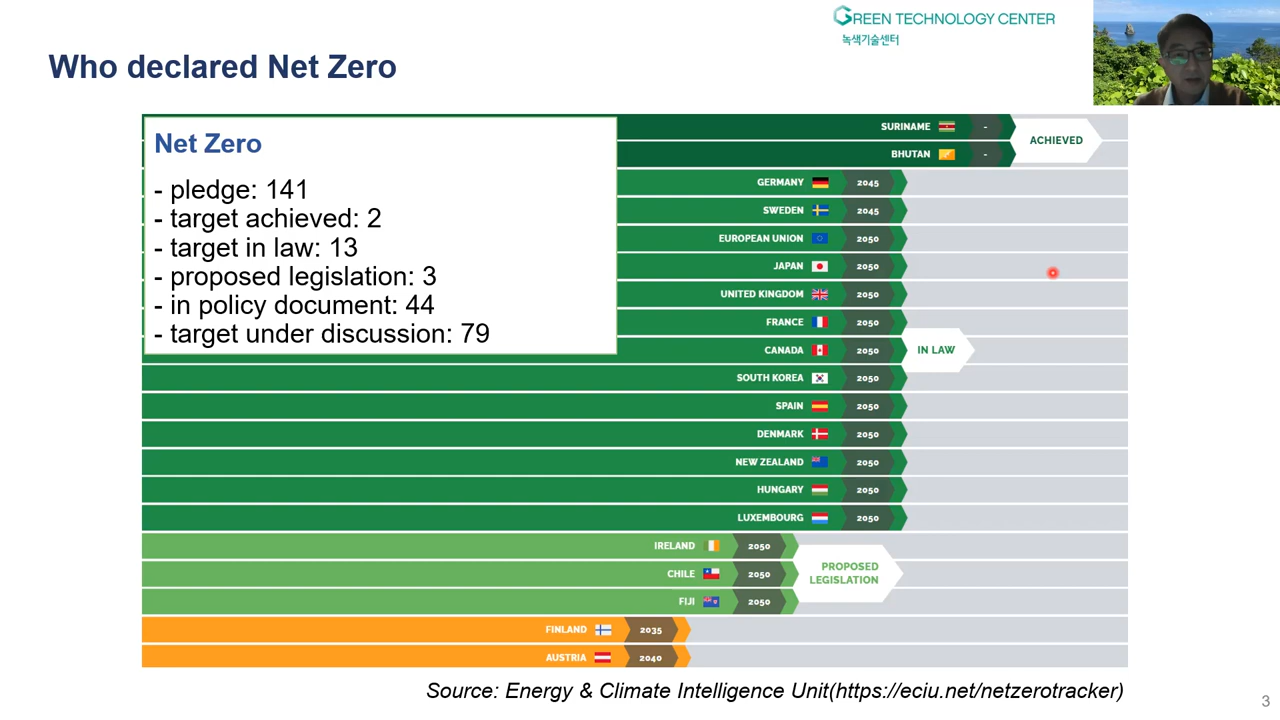 GREEN TECHNOLOGY CENTER
녹색기술센터
Who declared Net Zero
Net Zero
- pledge: 141
- target achieved: 2
- target in law: 13
- proposed legislation: 3
- in policy document: 44
- target under discussion: 79
SURINAME -
BHUTAN -
ACHIEVED
GERMANY 2045
SWEDEN 2045
EUROPEAN UNION 2050
JAPAN 2050
UNITED KINGDOM 2050
FRANCE 2050
CANADA 2050
IN LAW
SOUTH KOREA 2050
SPAIN 2050
DENMARK 2050
NEW ZEALAND 2050
HUNGARY 2050
LUXEMBOURG 2050
IRELAND 2050
CHILE 2050
PROPOSED
LEGISLATION
FIJI 2050
FINLAND 2035
AUSTRIA 2040
Source: Energy & Climate Intelligence Unit(https://eciu.net/netzerotracker)
3